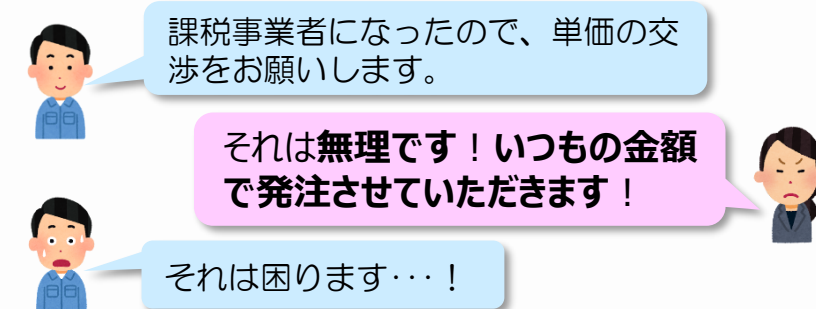 課税事業者になったので、単価の交
渉をお願いします。
それは無理です！いつもの金額
で発注させていただきます！
それは困ります･･･！